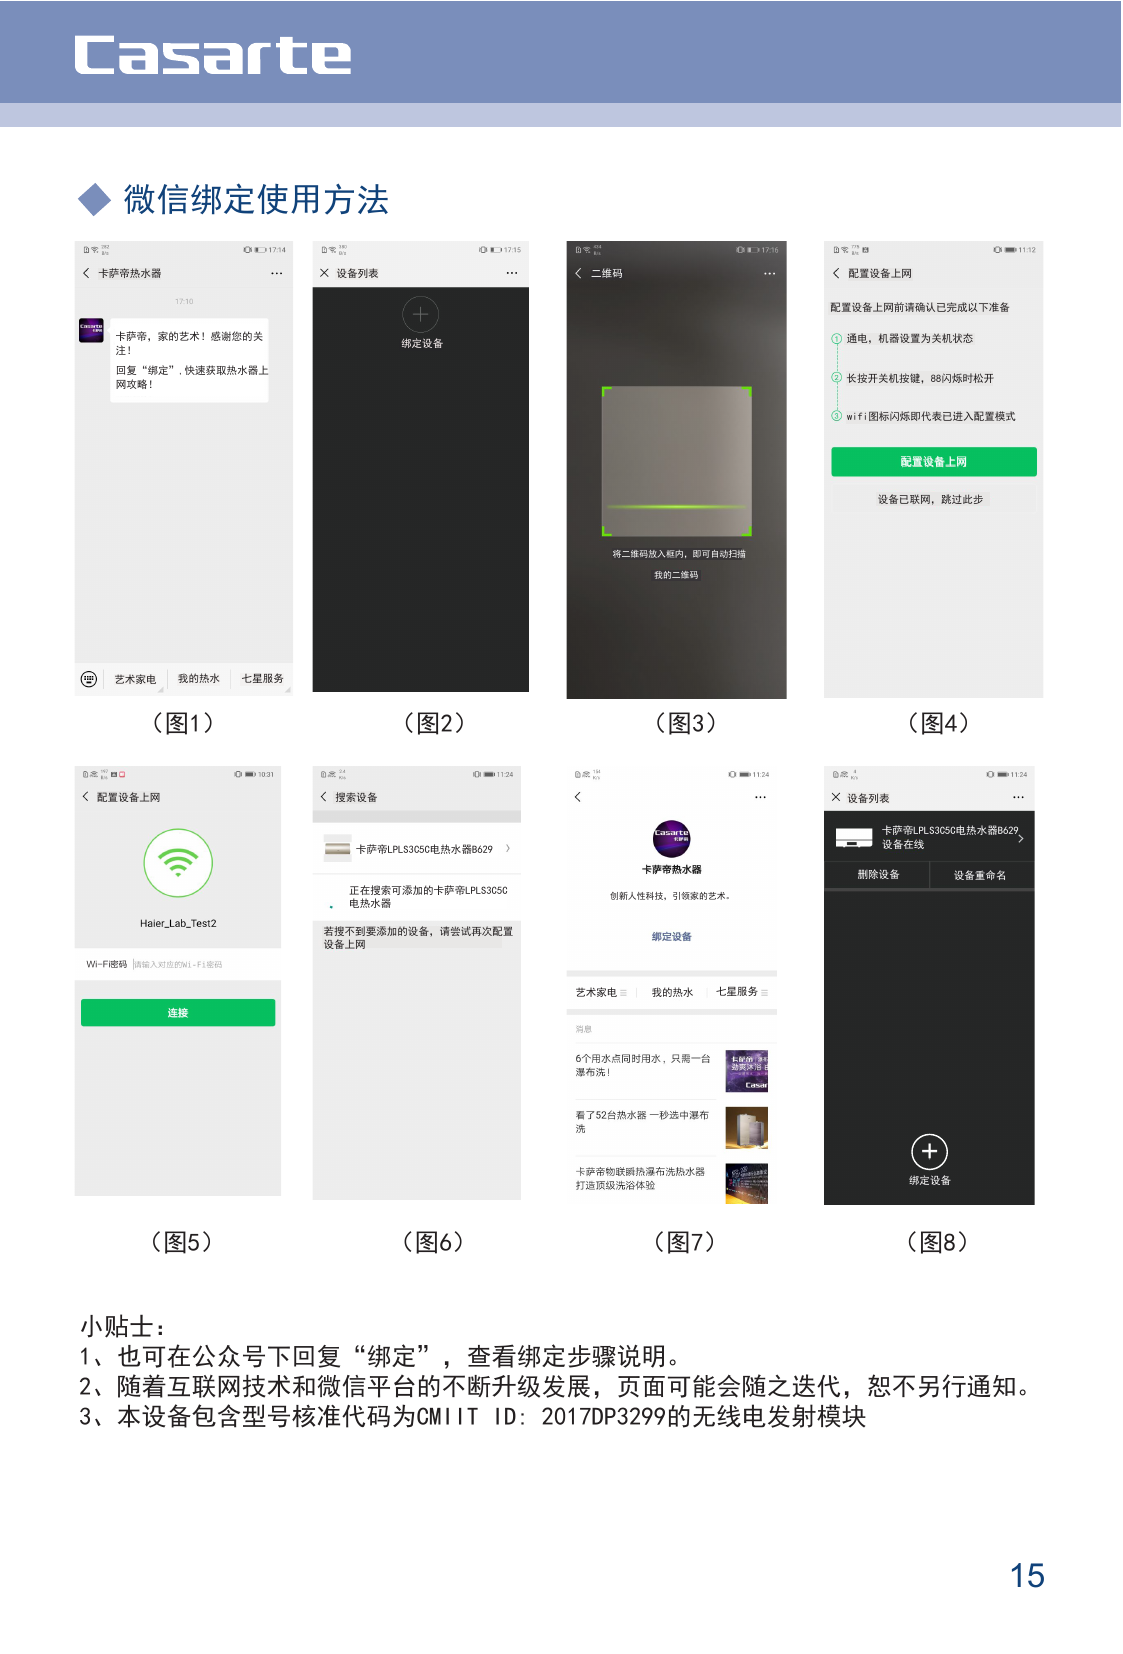 Casarte
微信绑定使用方法
17:14
卡萨帝热水器
17:10
卡萨帝，家的艺术！感谢您的关
注！
回复“绑定”,快速获取热水器上
网攻略！
艺术家电
我的热水
七星服务
17:15
设备列表
绑定设备
17:16
二维码
将二维码放入框内，即可自动扫描
我的二维码
11:12
配置设备上网
配置设备上网前请确认已完成以下准备
1 通电，机器设置为关机状态
2 长按开关机按键，88闪烁时松开
3 wifi图标闪烁即代表已进入配置模式
配置设备上网
设备已联网，跳过此步
（图1）
（图2）
（图3）
（图4）
10:31
配置设备上网
Haier_Lab_Test2
Wi-Fi密码 请输入对应的Wi-Fi密码
连接
11:24
搜索设备
卡萨帝LPLS3C5C电热水器B629
正在搜索可添加的卡萨帝LPLS3C5C
电热水器
若搜不到要添加的设备，请尝试再次配置
设备上网
11:24
Casarte
卡萨帝热水器
创新人性科技，引领家的艺术。
绑定设备
艺术家电
我的热水
七星服务
消息
6个用水点同时用水，只需一台
瀑布洗！
看了52台热水器 一秒选中瀑布
洗
卡萨帝物联瞬热瀑布洗热水器
打造顶级洗浴体验
11:24
设备列表
卡萨帝LPLS3C5C电热水器B629
设备在线
删除设备
设备重命名
绑定设备
（图5）
（图6）
（图7）
（图8）
小贴士：
1、也可在公众号下回复“绑定”，查看绑定步骤说明。
2、随着互联网技术和微信平台的不断升级发展，页面可能会随之迭代，恕不另行通知。
3、本设备包含型号核准代码为CMIIT ID: 2017DP3299的无线电发射模块
15